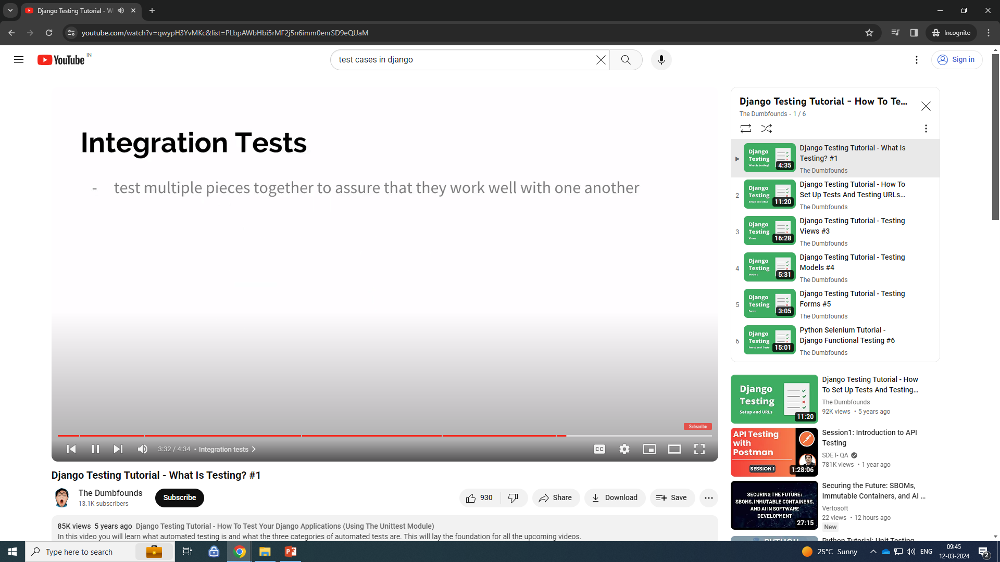 Django Testing Tutorial - W
youtube.com/watch?v=qwypH3YvMKc&list=PLbpAWbHbi5rMF2j5n6imm0enrSD9eQUaM
Incognito
YouTube IN
test cases in django
Sign in
Integration Tests
- test multiple pieces together to assure that they work well with one another
Subscribe
3:32 / 4:34 • Integration tests
CC
Django Testing Tutorial - What Is Testing? #1
The Dumbfounds
13.1K subscribers
Subscribe
930
Share
Download
Save
85K views 5 years ago Django Testing Tutorial - How To Test Your Django Applications (Using The Unittest Module)
In this video you will learn what automated testing is and what the three categories of automated tests are. This will lay the foundation for all the upcoming videos.
Django Testing Tutorial - How To Te...
The Dumbfounds - 1 / 6
Django
Testing
What is testing?
4:35
Django Testing Tutorial - What Is
Testing? #1
The Dumbfounds
2
Django
Testing
Setup and URLs
11:20
Django Testing Tutorial - How To
Set Up Tests And Testing URLs...
The Dumbfounds
3
Django
Testing
Views
16:28
Django Testing Tutorial - Testing
Views #3
The Dumbfounds
4
Django
Testing
Models
5:31
Django Testing Tutorial - Testing
Models #4
The Dumbfounds
5
Django
Testing
Forms
3:05
Django Testing Tutorial - Testing
Forms #5
The Dumbfounds
6
Django
Testing
Functional Tests
15:01
Python Selenium Tutorial -
Django Functional Testing #6
The Dumbfounds
Django
Testing
Setup and URLs
11:20
Django Testing Tutorial - How
To Set Up Tests And Testing...
The Dumbfounds
92K views • 5 years ago
API Testing
with
Postman
SESSION 1
1:28:06
Session1: Introduction to API
Testing
SDET- QA
781K views • 1 year ago
SECURING THE FUTURE:
SBOMS, IMMUTABLE CONTAINERS,
AND AI IN SOFTWARE
DEVELOPMENT
27:15
Securing the Future: SBOMs,
Immutable Containers, and AI ...
Vertosoft
22 views • 12 hours ago
New
PYTHON
Python Tutorial: Unit Testing
Type here to search
25°C Sunny
ENG
09:45
12-03-2024
2